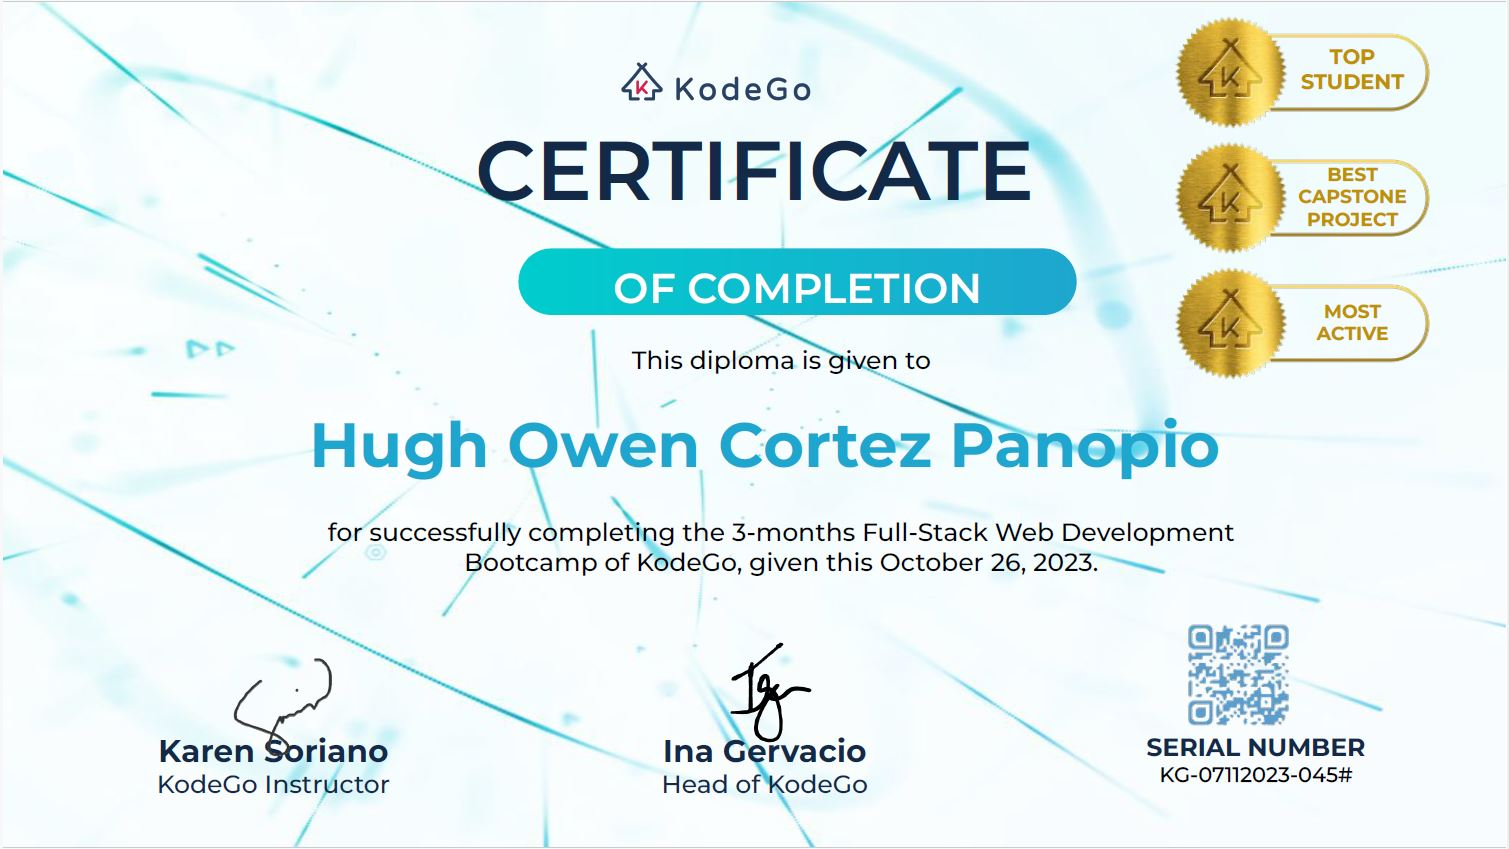 KodeGo
CERTIFICATE
OF COMPLETION
This diploma is given to
Hugh Owen Cortez Panopio
for successfully completing the 3-months Full-Stack Web Development
Bootcamp of KodeGo, given this October 26, 2023.
TOP
STUDENT
BEST
CAPSTONE
PROJECT
MOST
ACTIVE
Karen Soriano
KodeGo Instructor
Ina Gervacio
Head of KodeGo
SERIAL NUMBER
KG-07112023-045#